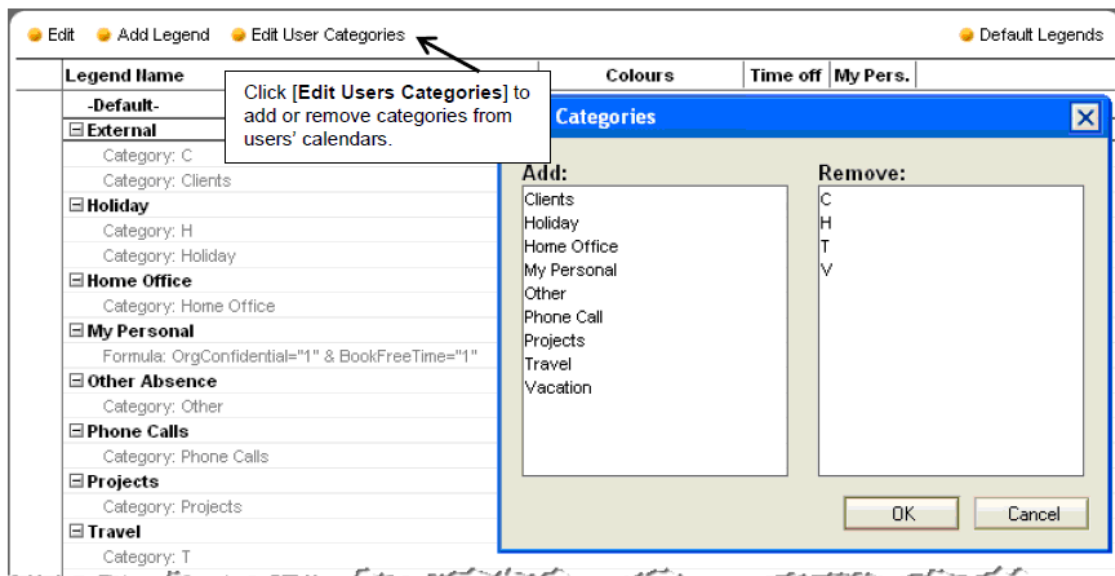 Edit Add Legend Edit User Categories Default Legends
Legend Name Colours Time off My Pers.
Click [Edit Users Categories] to
add or remove categories from
users' calendars.
-Default-
External
Category: C
Category: Clients
Holiday
Category: H
Category: Holiday
Home Office
Category: Home Office
My Personal
Formula: OrgConfidential="1" & BookFreeTime="1"
Other Absence
Category: Other
Phone Calls
Category: Phone Calls
Projects
Category: Projects
Travel
Category: T
Categories
Add:
Clients
Holiday
Home Office
My Personal
Other
Phone Call
Projects
Travel
Vacation
Remove:
C
H
T
V
OK Cancel